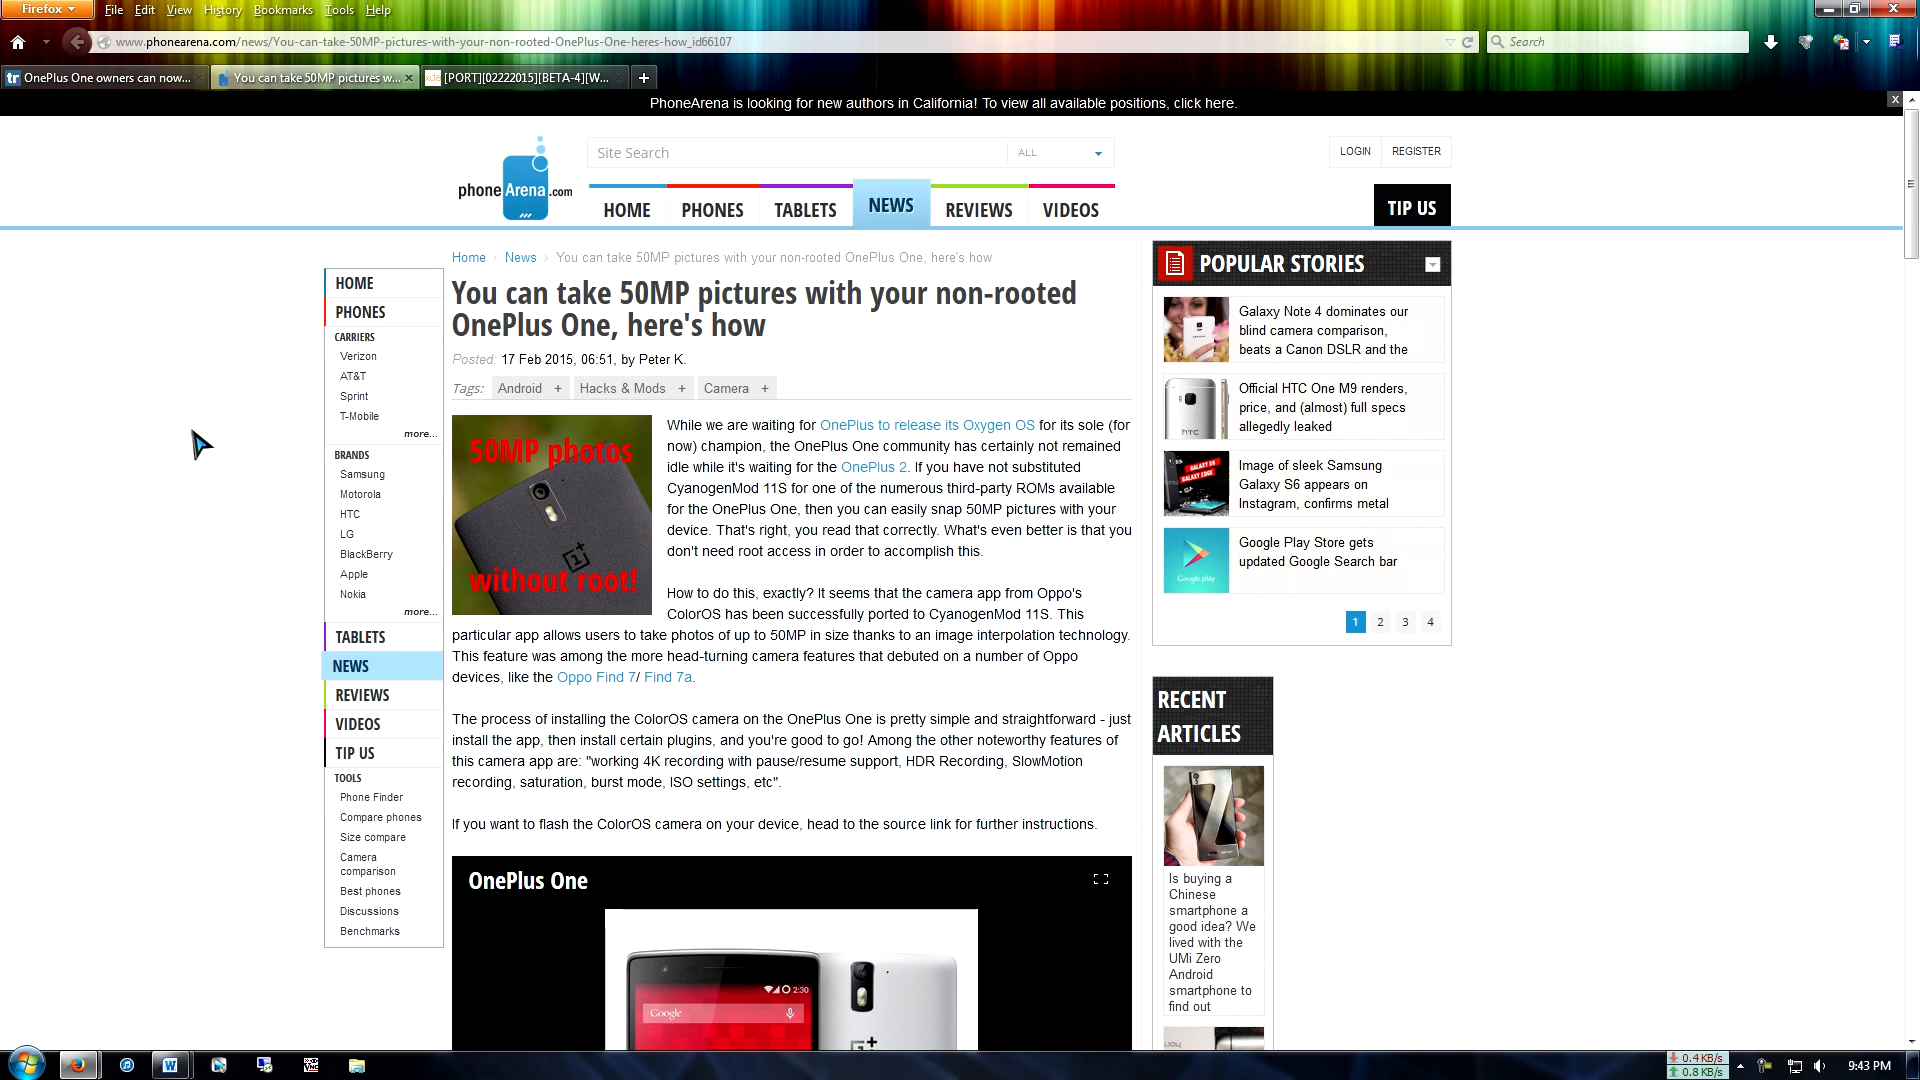 Firefox
File Edit View History Bookmarks Tools Help
www.phonearena.com/news/You-can-take-50MP-pictures-with-your-non-rooted-OnePlus-One-heres-how_id66107
Search
tr OnePlus One owners can now...
You can take 50MP pictures w...
xda [PORT][02222015][BETA-4][W...
PhoneArena is looking for new authors in California! To view all available positions, click here.
phoneArena.com
Site Search
ALL
LOGIN
REGISTER
HOME
PHONES
TABLETS
NEWS
REVIEWS
VIDEOS
TIP US
HOME
PHONES
CARRIERS
Verizon
AT&T
Sprint
T-Mobile
more...
BRANDS
Samsung
Motorola
HTC
LG
BlackBerry
Apple
Nokia
more...
TABLETS
NEWS
REVIEWS
VIDEOS
TIP US
TOOLS
Phone Finder
Compare phones
Size compare
Camera
comparison
Best phones
Discussions
Benchmarks
Home › News › You can take 50MP pictures with your non-rooted OnePlus One, here's how
You can take 50MP pictures with your non-rooted
OnePlus One, here's how
Posted: 17 Feb 2015, 06:51, by Peter K.
Tags: Android + Hacks & Mods + Camera +
50MP photos
without root!
While we are waiting for OnePlus to release its Oxygen OS for its sole (for
now) champion, the OnePlus One community has certainly not remained
idle while it's waiting for the OnePlus 2. If you have not substituted
CyanogenMod 11S for one of the numerous third-party ROMs available
for the OnePlus One, then you can easily snap 50MP pictures with your
device. That's right, you read that correctly. What's even better is that you
don't need root access in order to accomplish this.
How to do this, exactly? It seems that the camera app from Oppo's
ColorOS has been successfully ported to CyanogenMod 11S. This
particular app allows users to take photos of up to 50MP in size thanks to an image interpolation technology.
This feature was among the more head-turning camera features that debuted on a number of Oppo
devices, like the Oppo Find 7/ Find 7a.
The process of installing the ColorOS camera on the OnePlus One is pretty simple and straightforward - just
install the app, then install certain plugins, and you're good to go! Among the other noteworthy features of
this camera app are: "working 4K recording with pause/resume support, HDR Recording, SlowMotion
recording, saturation, burst mode, ISO settings, etc".
If you want to flash the ColorOS camera on your device, head to the source link for further instructions.
OnePlus One
2:30
Google
POPULAR STORIES
Galaxy Note 4 dominates our
blind camera comparison,
beats a Canon DSLR and the
hTC
Official HTC One M9 renders,
price, and (almost) full specs
allegedly leaked
GALAXY S6
GALAXY EDGE
Image of sleek Samsung
Galaxy S6 appears on
Instagram, confirms metal
Google play
Google Play Store gets
updated Google Search bar
1 2 3 4
RECENT
ARTICLES
Is buying a
Chinese
smartphone a
good idea? We
lived with the
UMi Zero
Android
smartphone to
find out
0.4 KB/s
0.8 KB/s
9:43 PM